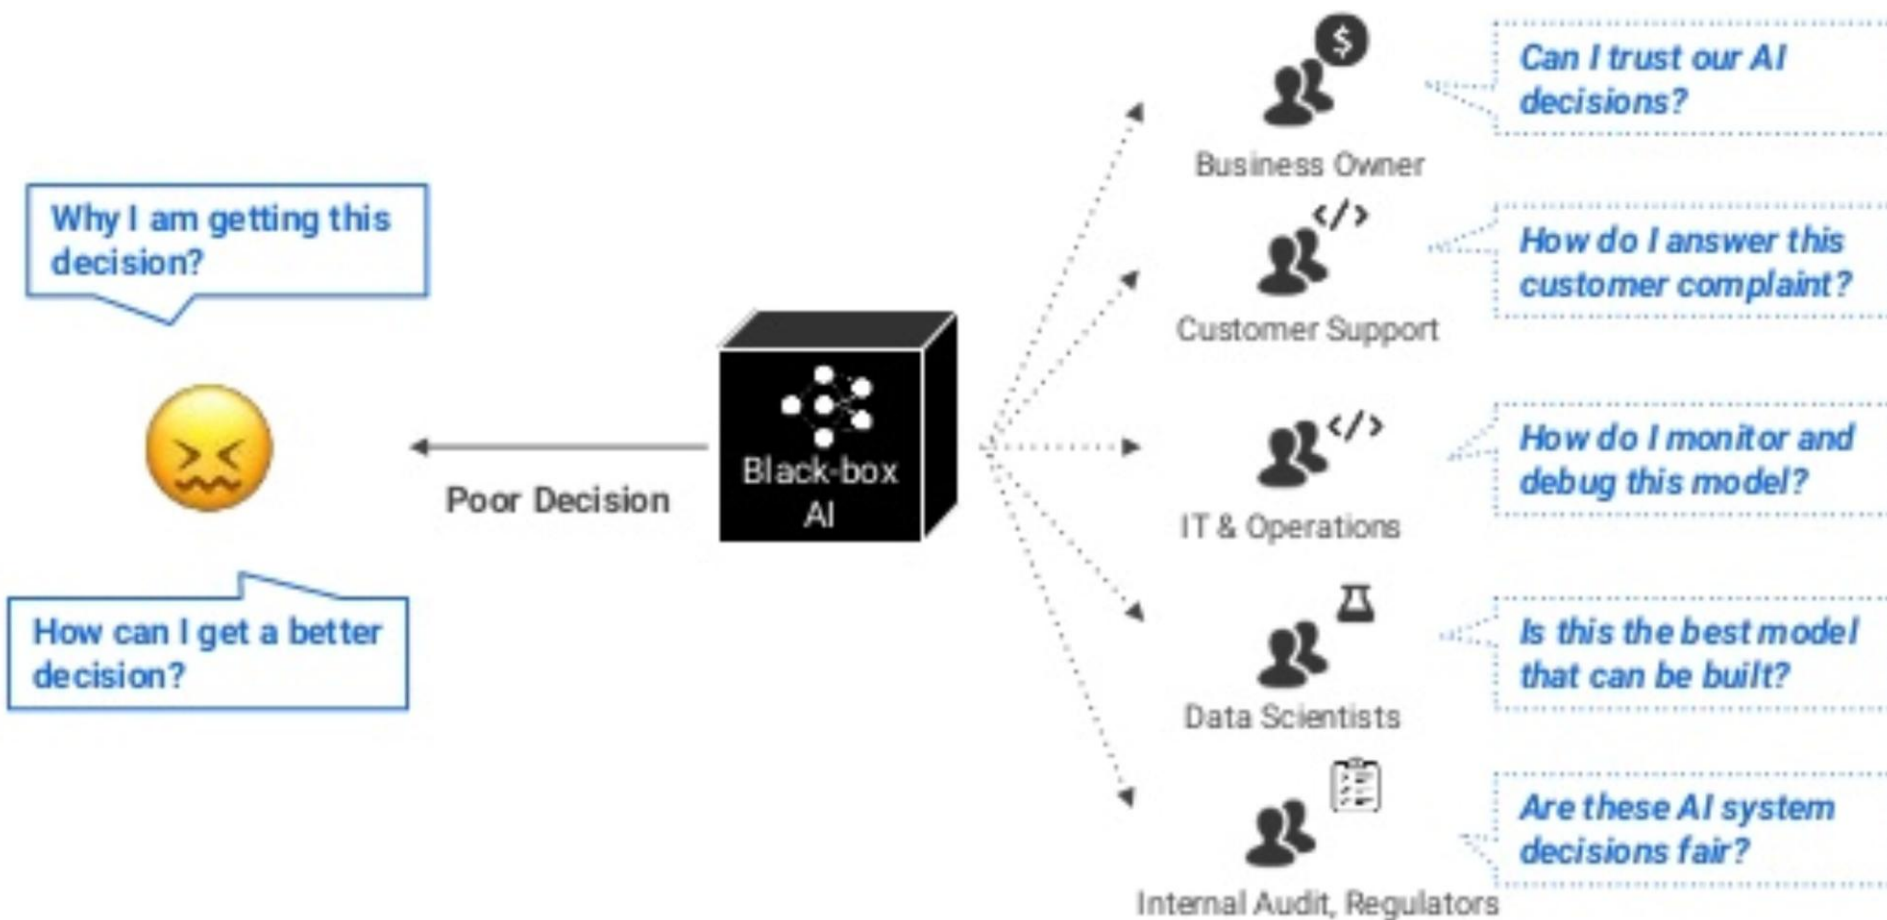 Why I am getting this
decision?
How can I get a better
decision?
Poor Decision
Black-box
AI
$
Business Owner
Can I trust our AI
decisions?
</>
Customer Support
How do I answer this
customer complaint?
</>
IT & Operations
How do I monitor and
debug this model?
Data Scientists
Is this the best model
that can be built?
Internal Audit, Regulators
Are these AI system
decisions fair?